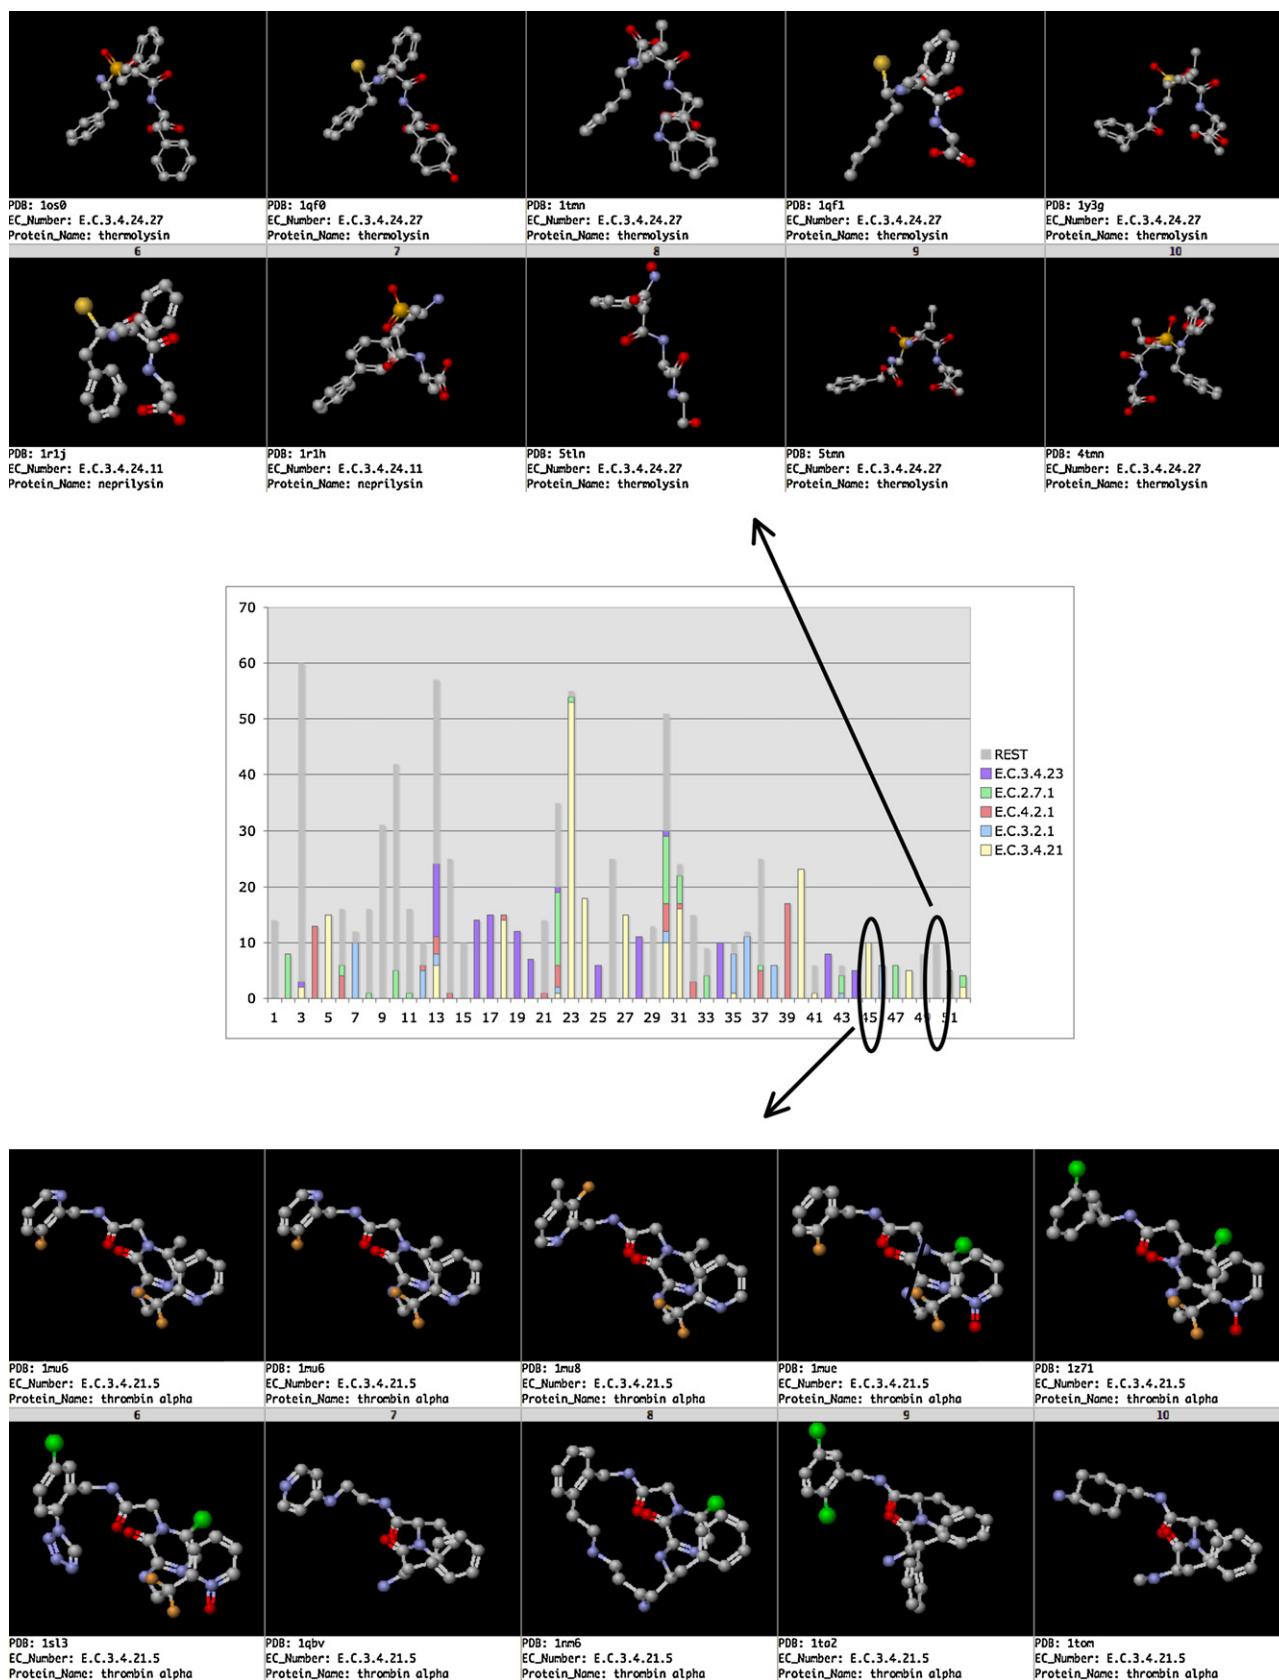 PDB: 1os0
EC_Number: E.C.3.4.24.27
Protein_Name: thermolysin
PDB: 1qf0
EC_Number: E.C.3.4.24.27
Protein_Name: thermolysin
PDB: 1tmn
EC_Number: E.C.3.4.24.27
Protein_Name: thermolysin
PDB: 1qf1
EC_Number: E.C.3.4.24.27
Protein_Name: thermolysin
PDB: 1y3g
EC_Number: E.C.3.4.24.27
Protein_Name: thermolysin
6 7 8 9 10
PDB: 1r1j
EC_Number: E.C.3.4.24.11
Protein_Name: neprilysin
PDB: 1r1h
EC_Number: E.C.3.4.24.11
Protein_Name: neprilysin
PDB: 5tln
EC_Number: E.C.3.4.24.27
Protein_Name: thermolysin
PDB: 5tmn
EC_Number: E.C.3.4.24.27
Protein_Name: thermolysin
PDB: 4tmn
EC_Number: E.C.3.4.24.27
Protein_Name: thermolysin
70
60
50
40
30
20
10
0
1 3 5 7 9 11 13 15 17 19 21 23 25 27 29 31 33 35 37 39 41 43 45 47 49 51
REST
E.C.3.4.23
E.C.2.7.1
E.C.4.2.1
E.C.3.2.1
E.C.3.4.21
PDB: 1mu6
EC_Number: E.C.3.4.21.5
Protein_Name: thrombin alpha
PDB: 1mu6
EC_Number: E.C.3.4.21.5
Protein_Name: thrombin alpha
PDB: 1mu8
EC_Number: E.C.3.4.21.5
Protein_Name: thrombin alpha
PDB: 1mue
EC_Number: E.C.3.4.21.5
Protein_Name: thrombin alpha
PDB: 1z71
EC_Number: E.C.3.4.21.5
Protein_Name: thrombin alpha
6 7 8 9 10
PDB: 1sl3
EC_Number: E.C.3.4.21.5
Protein_Name: thrombin alpha
PDB: 1qbv
EC_Number: E.C.3.4.21.5
Protein_Name: thrombin alpha
PDB: 1nm6
EC_Number: E.C.3.4.21.5
Protein_Name: thrombin alpha
PDB: 1ta2
EC_Number: E.C.3.4.21.5
Protein_Name: thrombin alpha
PDB: 1tom
EC_Number: E.C.3.4.21.5
Protein_Name: thrombin alpha